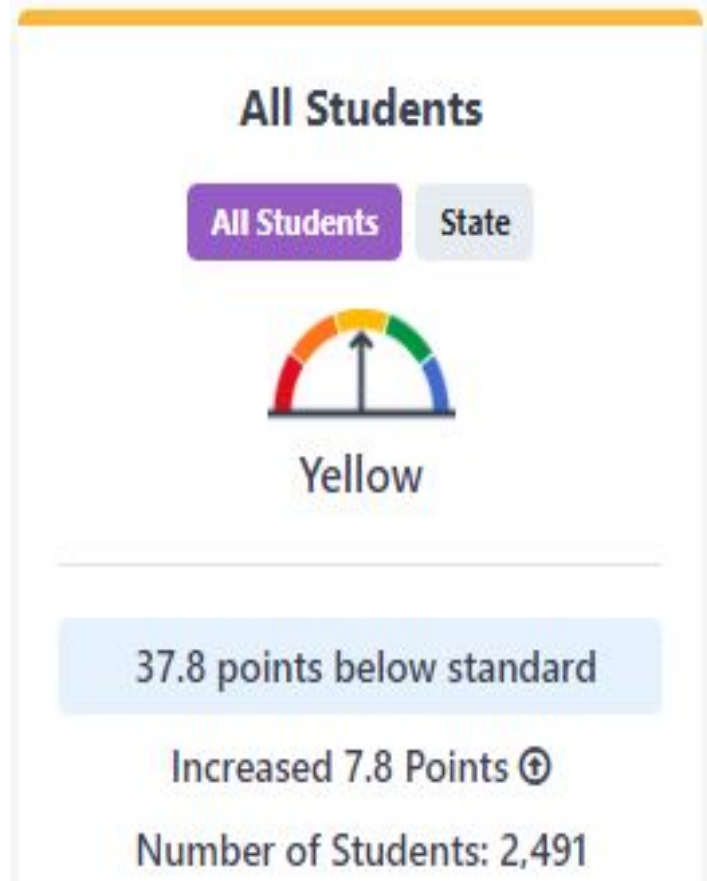 All Students
All Students State
Yellow
37.8 points below standard
Increased 7.8 Points
Number of Students: 2,491